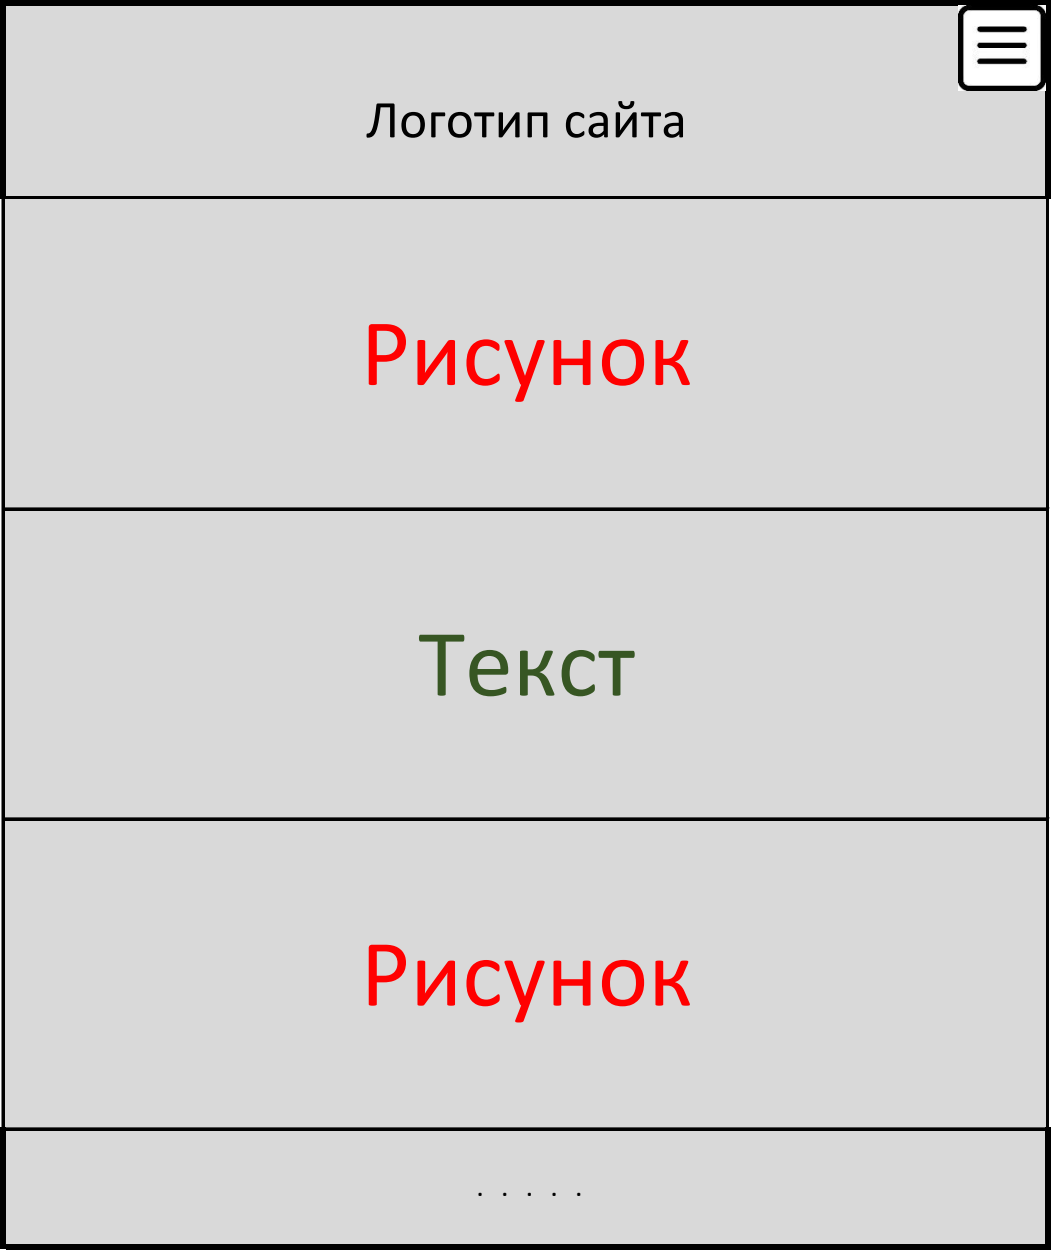 Логотип сайта
Рисунок
Текст
Рисунок
. . . . .